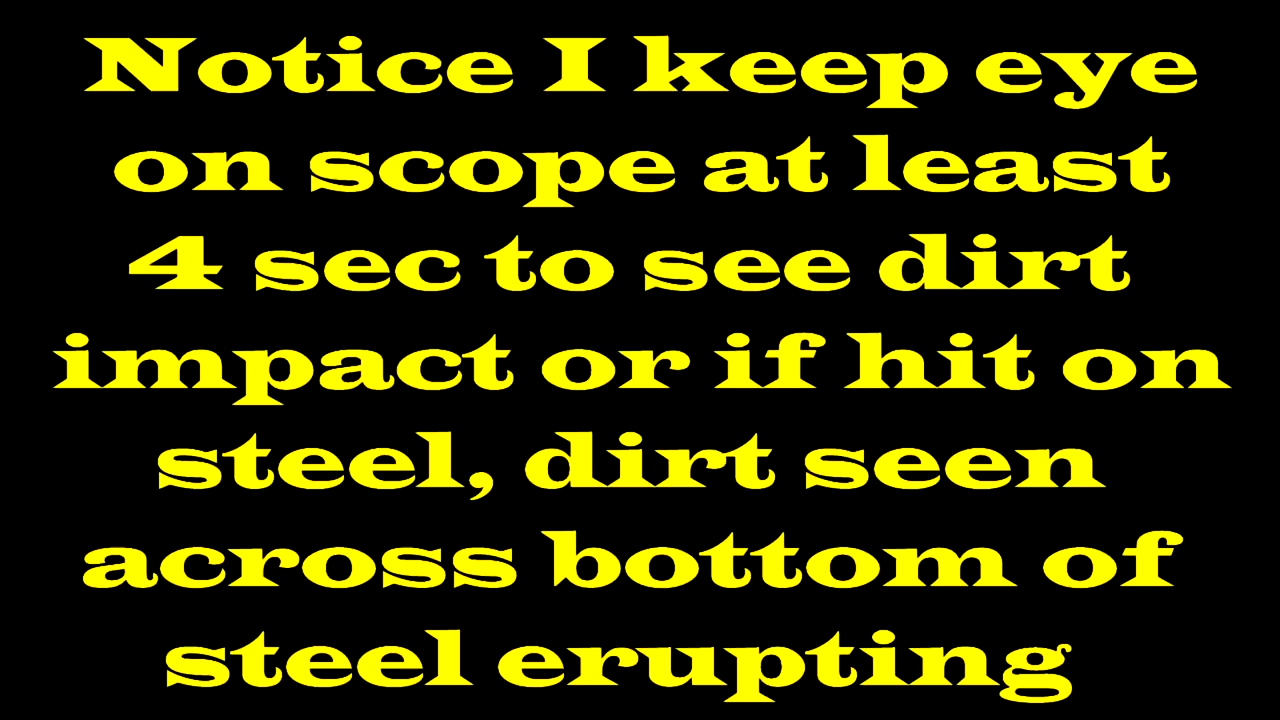 Notice I keep eye
on scope at least
4 sec to see dirt
impact or if hit on
steel, dirt seen
across bottom of
steel erupting